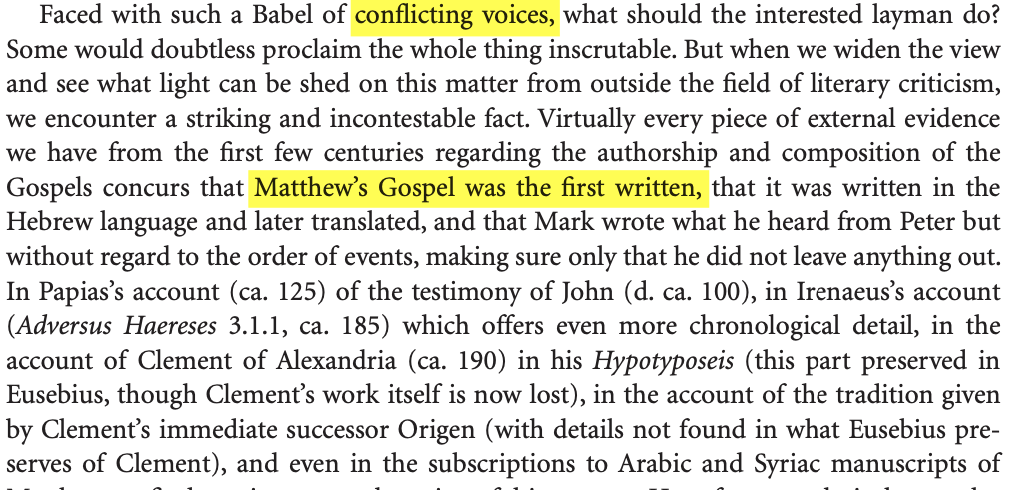 Faced with such a Babel of conflicting voices, what should the interested layman do?
Some would doubtless proclaim the whole thing inscrutable. But when we widen the view
and see what light can be shed on this matter from outside the field of literary criticism,
we encounter a striking and incontestable fact. Virtually every piece of external evidence
we have from the first few centuries regarding the authorship and composition of the
Gospels concurs that Matthew’s Gospel was the first written, that it was written in the
Hebrew language and later translated, and that Mark wrote what he heard from Peter but
without regard to the order of events, making sure only that he did not leave anything out.
In Papias’s account (ca. 125) of the testimony of John (d. ca. 100), in Irenaeus’s account
(Adversus Haereses 3.1.1, ca. 185) which offers even more chronological detail, in the
account of Clement of Alexandria (ca. 190) in his Hypotyposeis (this part preserved in
Eusebius, though Clement’s work itself is now lost), in the account of the tradition given
by Clement’s immediate successor Origen (with details not found in what Eusebius pre-
serves of Clement), and even in the subscriptions to Arabic and Syriac manuscripts of